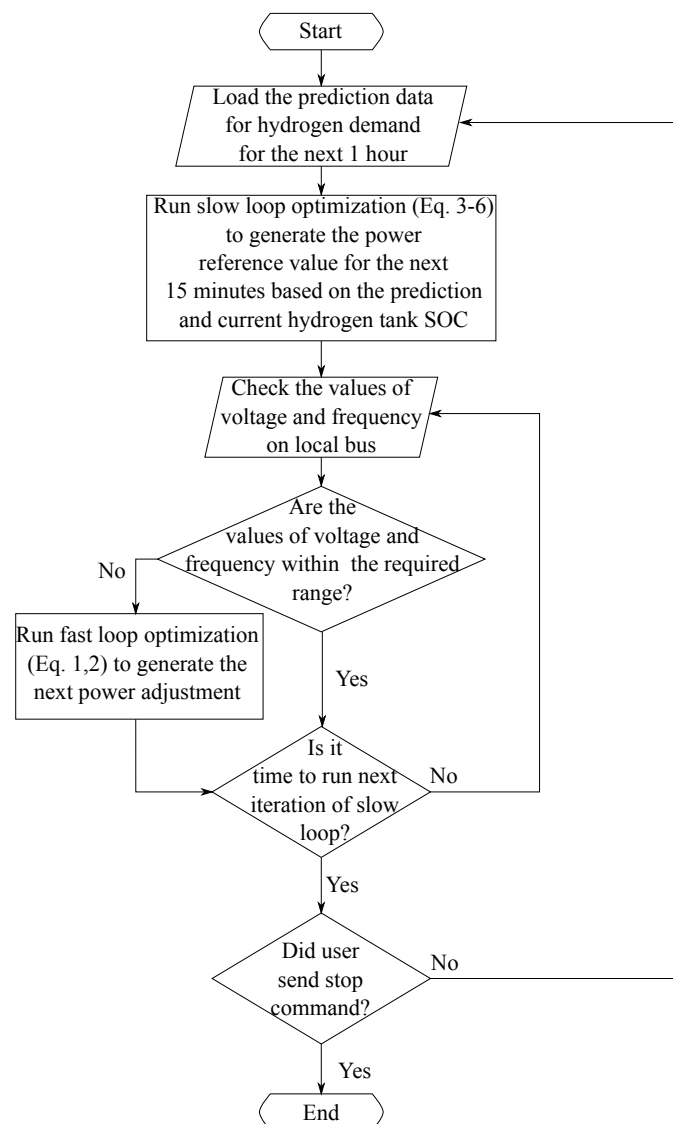 Start
Load the prediction data
for hydrogen demand
for the next 1 hour
Run slow loop optimization (Eq. 3-6)
to generate the power
reference value for the next
15 minutes based on the prediction
and current hydrogen tank SOC
Check the values of
voltage and frequency
on local bus
Are the
values of voltage and
frequency within the required
range?
No
Run fast loop optimization
(Eq. 1,2) to generate the
next power adjustment
Yes
Is it
time to run next
iteration of slow
loop?
No
Yes
Did user
send stop
command?
No
Yes
End